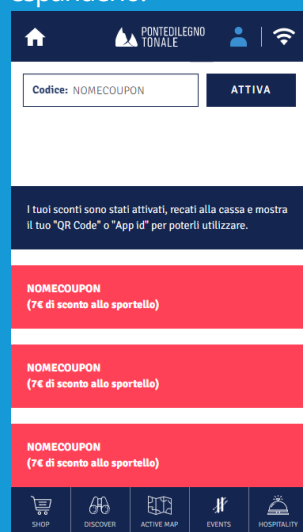 espanderlo.
PONTEDILEGNO
TONALE
Codice: NOMECOUPON
ATTIVA
I tuoi sconti sono stati attivati, recati alla cassa e mostra
il tuo "QR Code" o "App id" per poterli utilizzare.
NOMECOUPON
(7€ di sconto allo sportello)
NOMECOUPON
(7€ di sconto allo sportello)
NOMECOUPON
(7€ di sconto allo sportello)
SHOP
DISCOVER
ACTIVE MAP
EVENTS
HOSPITALITY